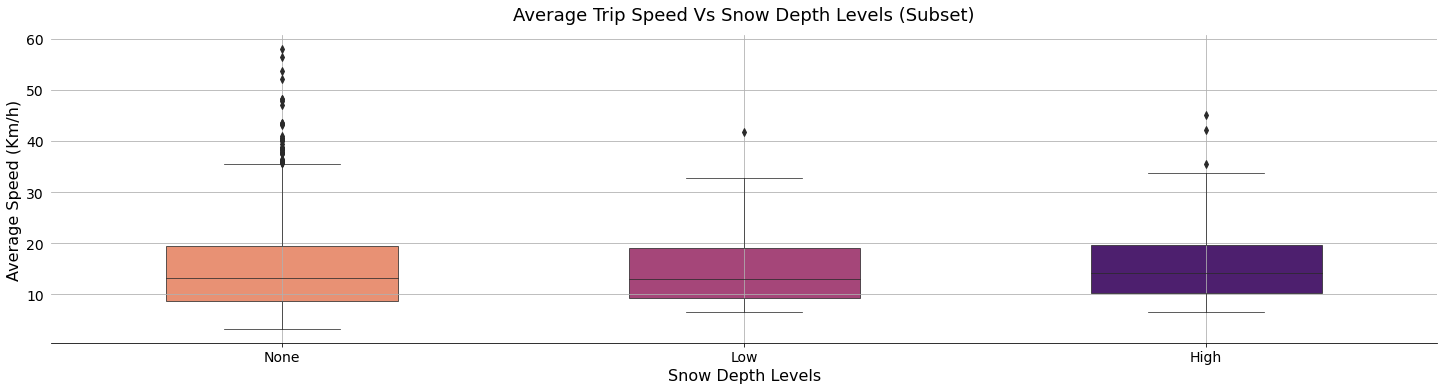 Average Trip Speed Vs Snow Depth Levels (Subset)
Average Speed (Km/h)
60
50
40
30
20
10
None Low High
Snow Depth Levels